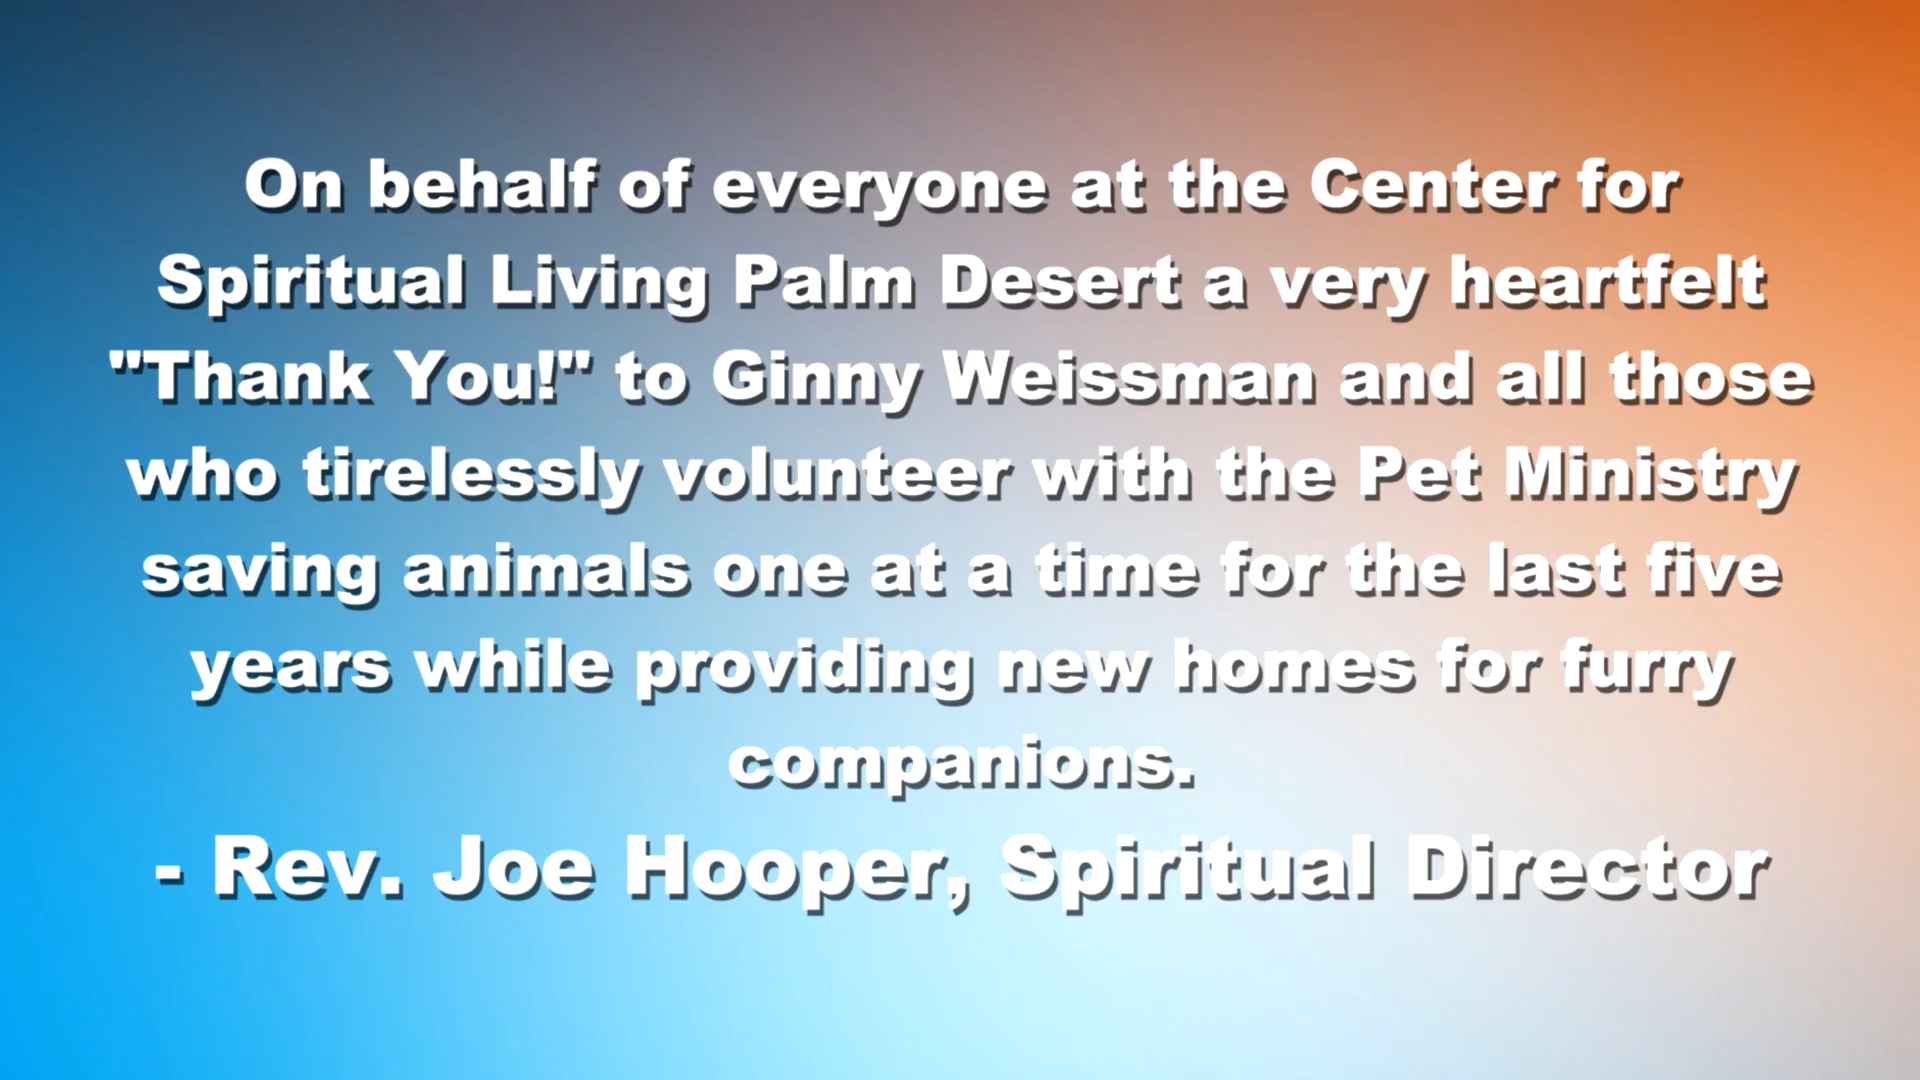 On behalf of everyone at the Center for
Spiritual Living Palm Desert a very heartfelt
"Thank You!" to Ginny Weissman and all those
who tirelessly volunteer with the Pet Ministry
saving animals one at a time for the last five
years while providing new homes for furry
companions.
- Rev. Joe Hooper, Spiritual Director